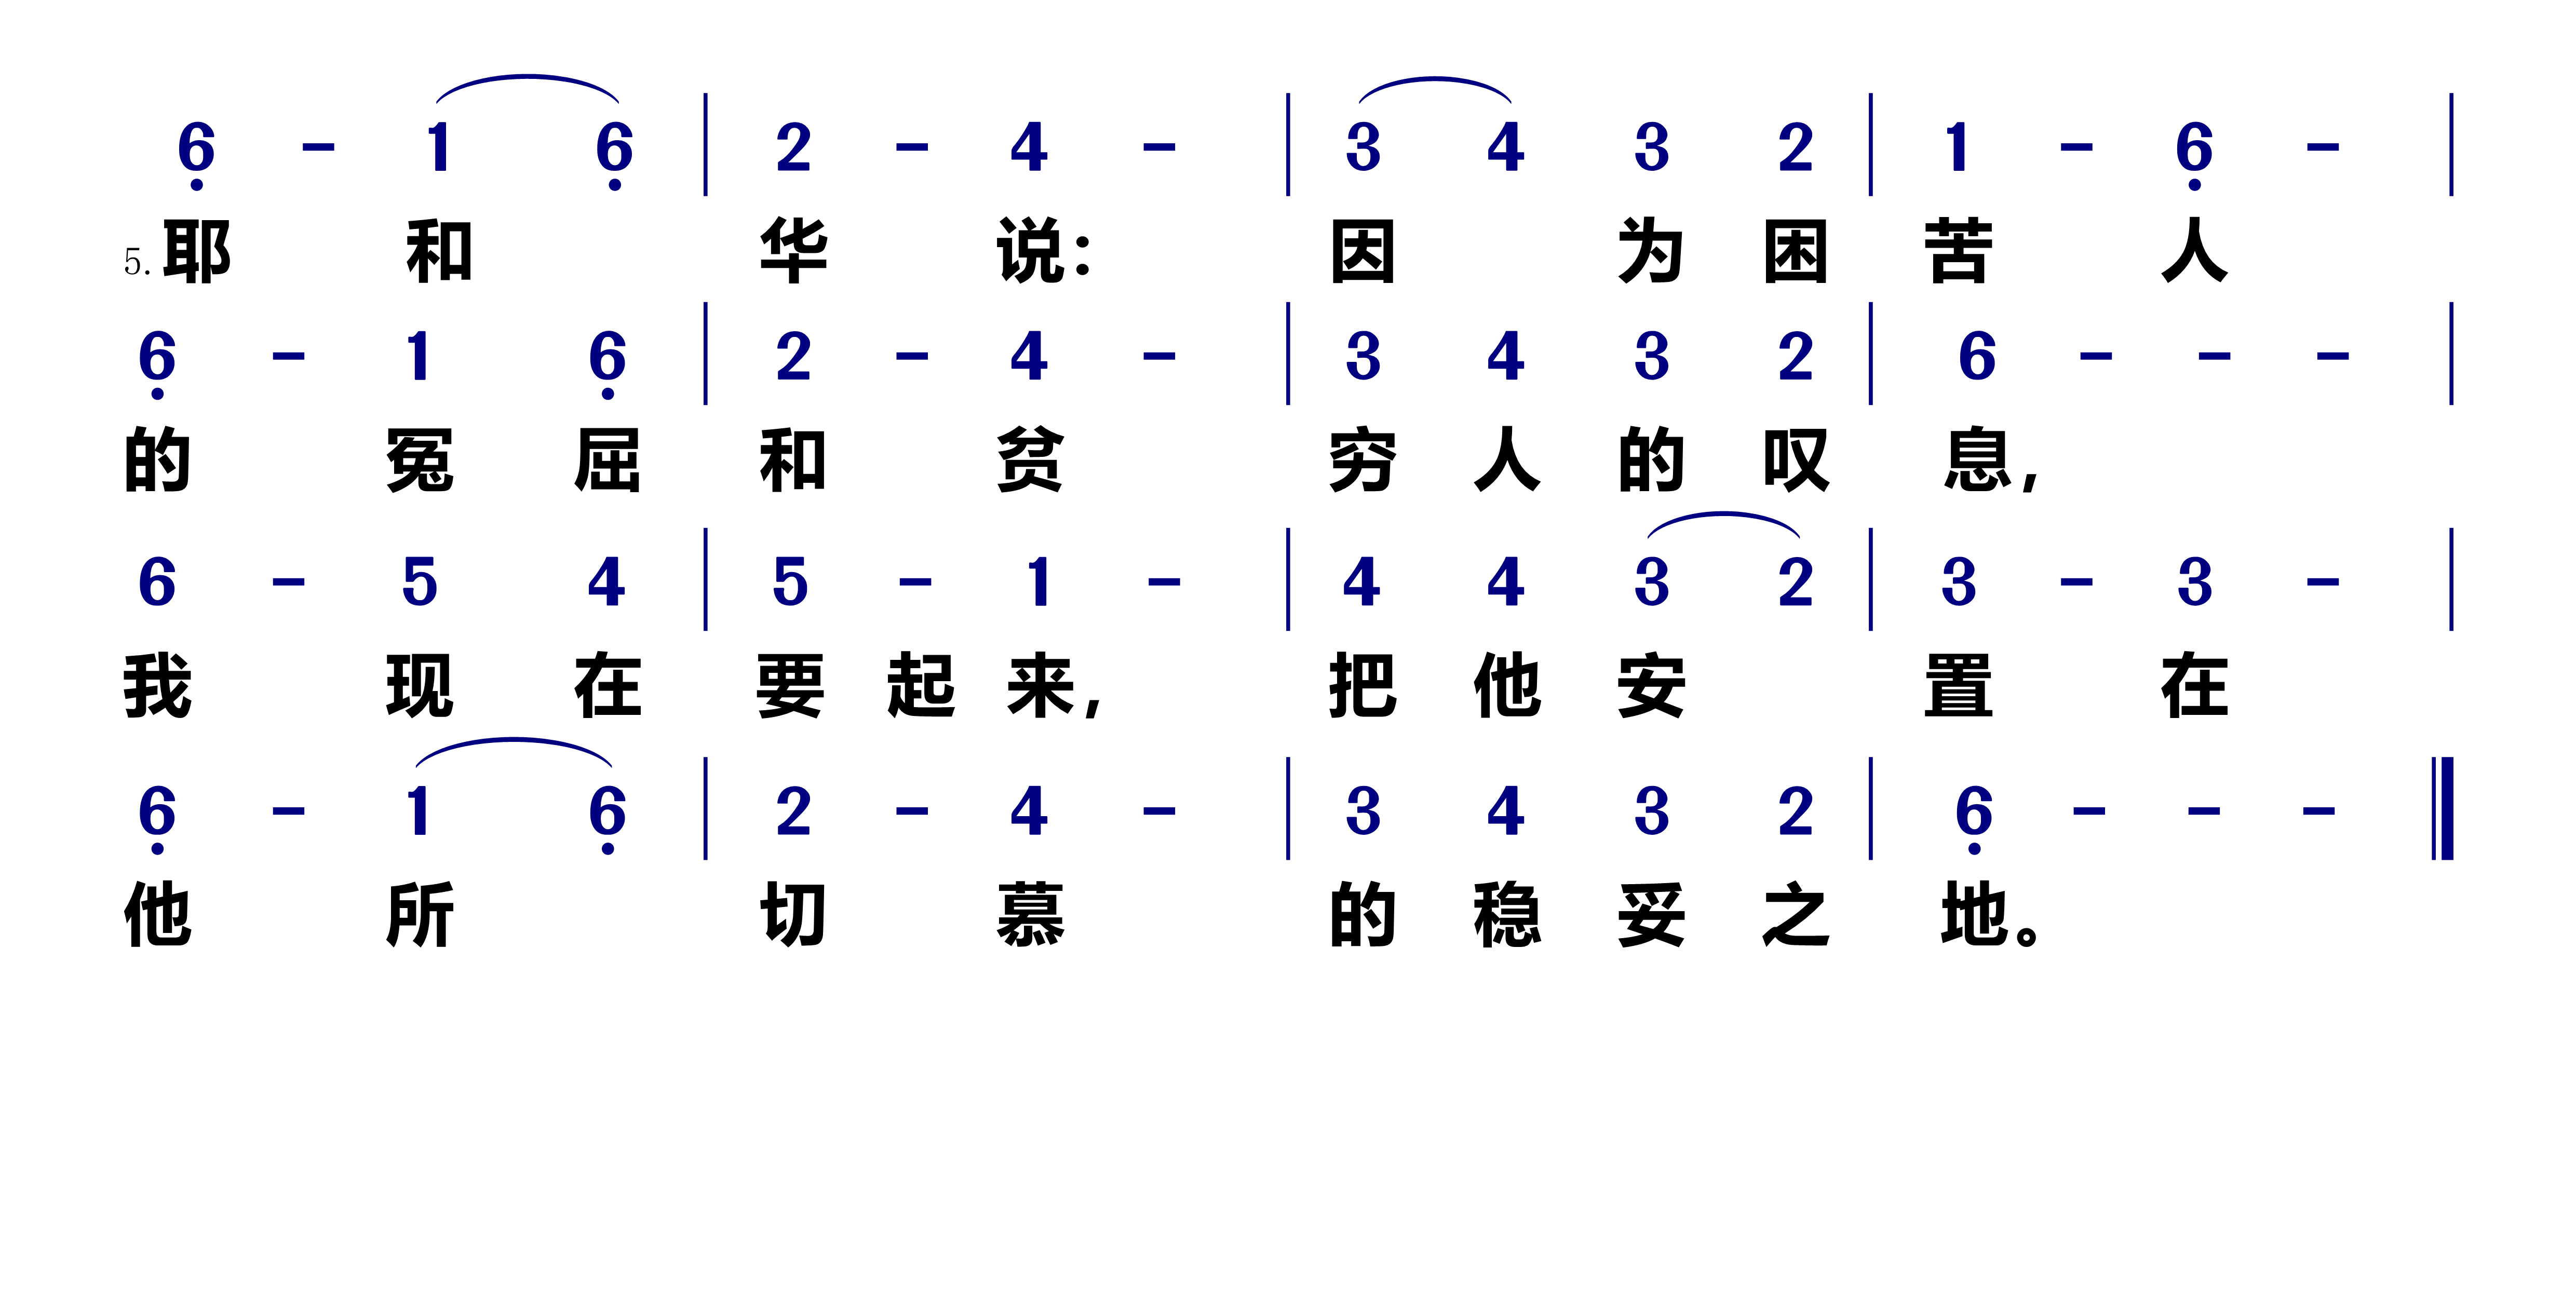 6 - 1 6 | 2 - 4 - | 3 4 3 2 | 1 - 6 - |
5. 耶 和 华 说： 因 为 困 苦 人
6 - 1 6 | 2 - 4 - | 3 4 3 2 | 6 - - - |
的 冤 屈 和 贫 穷 人 的 叹 息，
6 - 5 4 | 5 - 1 - | 4 4 3 2 | 3 - 3 - |
我 现 在 要 起 来， 把 他 安 置 在
6 - 1 6 | 2 - 4 - | 3 4 3 2 | 6 - - - ‖
他 所 切 慕 的 稳 妥 之 地。